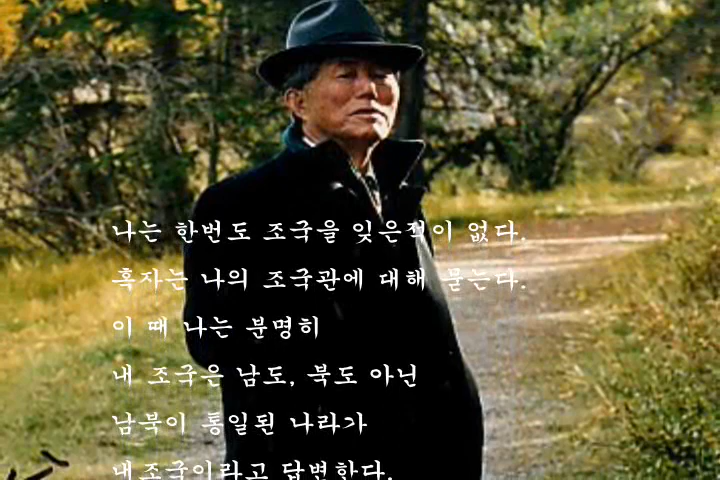 나는 한번도 조국을 잊은적이 없다.
혹자는 나의 조국관에 대해 묻는다.
이 때 나는 분명히
내 조국은 남도, 북도 아닌
남북이 통일된 나라가
내조국이라고 답변한다.